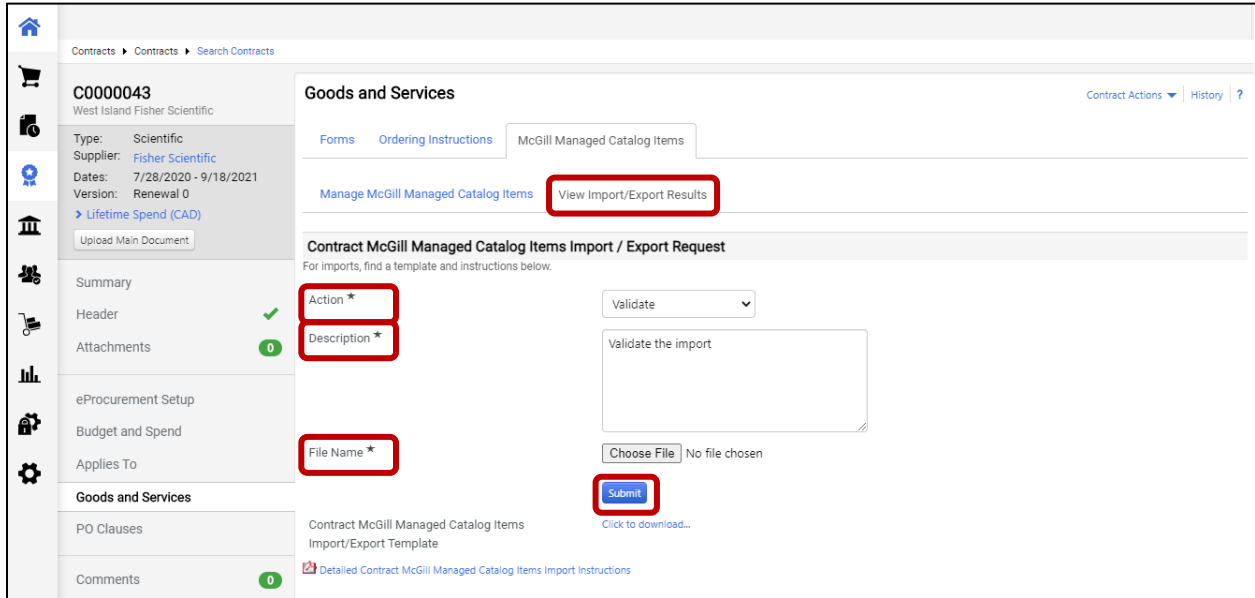 Contracts Contracts Search Contracts
C0000043
West Island Fisher Scientific
Type: Scientific
Supplier: Fisher Scientific
Dates: 7/28/2020 - 9/18/2021
Version: Renewal 0
Lifetime Spend (CAD)
Upload Main Document
Summary
Header
Attachments 0
eProcurement Setup
Budget and Spend
Applies To
Goods and Services
PO Clauses
Comments 0
Goods and Services
Contract Actions History ?
Forms Ordering Instructions McGill Managed Catalog Items
Manage McGill Managed Catalog Items View Import/Export Results
Contract McGill Managed Catalog Items Import / Export Request
For imports, find a template and instructions below.
Action ★ Validate
Description ★ Validate the import
File Name ★ Choose File No file chosen
Submit
Contract McGill Managed Catalog Items Click to download...
Import/Export Template
Detailed Contract McGill Managed Catalog Items Import Instructions